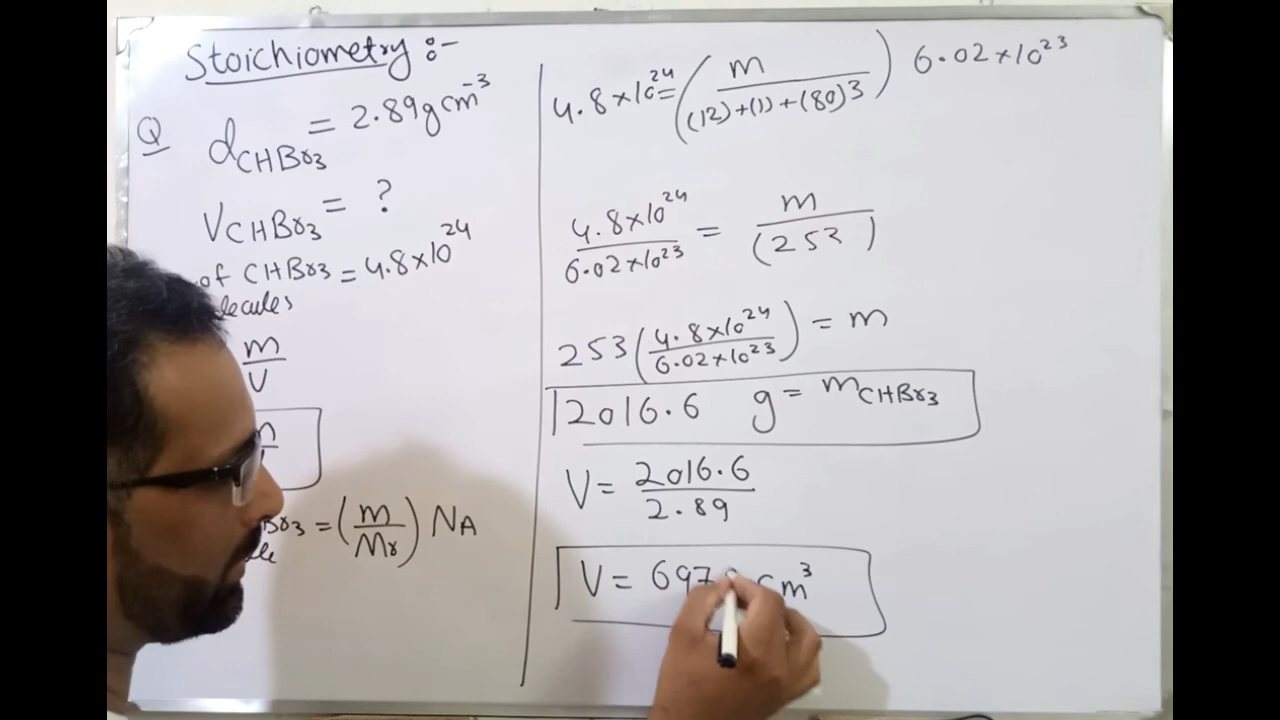 Stoichiometry :-
Q d_CHBr3 = 2.89 g cm^-3
V_CHBr3 = ?
of CHBr3 = 4.8×10^24
m/V
CHBr3 = (m/Mr) NA
4.8×10^24 = (m/((12)+(1)+(80)3)) 6.02×10^23
4.8×10^24/6.02×10^23 = m/(253)
253(4.8×10^24/6.02×10^23) = m
2016.6 g = m_CHBr3
V = 2016.6/2.89
V = 697 cm^3